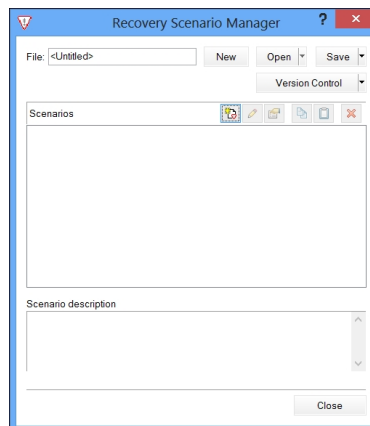 Recovery Scenario Manager ? ×
File: <Untitled> New Open Save
Version Control
Scenarios
Scenario description
Close